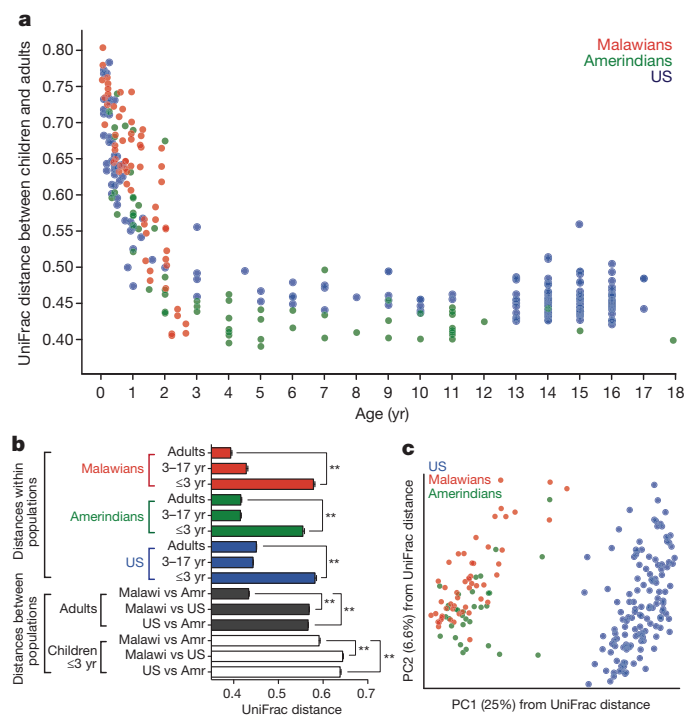 a
UniFrac distance between children and adults
0.80
0.75
0.70
0.65
0.60
0.55
0.50
0.45
0.40
Malawians
Amerindians
US
0 1 2 3 4 5 6 7 8 9 10 11 12 13 14 15 16 17 18
Age (yr)
b
Distances within
populations
Malawians
Adults
3–17 yr
≤3 yr
**
Amerindians
Adults
3–17 yr
≤3 yr
**
US
Adults
3–17 yr
≤3 yr
**
Distances between
populations
Adults
Malawi vs Amr
Malawi vs US
US vs Amr
**
**
Children
≤3 yr
Malawi vs Amr
Malawi vs US
US vs Amr
**
**
0.4 0.5 0.6 0.7
UniFrac distance
c
US
Malawians
Amerindians
PC2 (6.6%) from UniFrac distance
PC1 (25%) from UniFrac distance